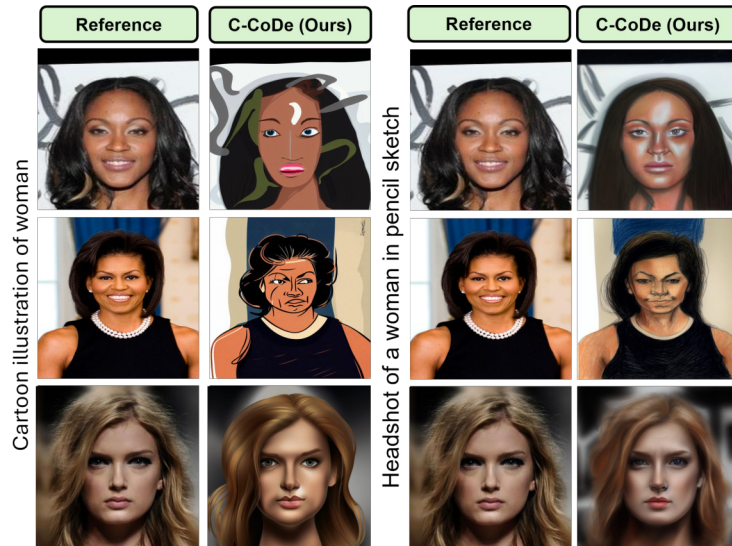 Reference
C-CoDe (Ours)
Reference
C-CoDe (Ours)
Cartoon illustration of woman
Headshot of a woman in pencil sketch